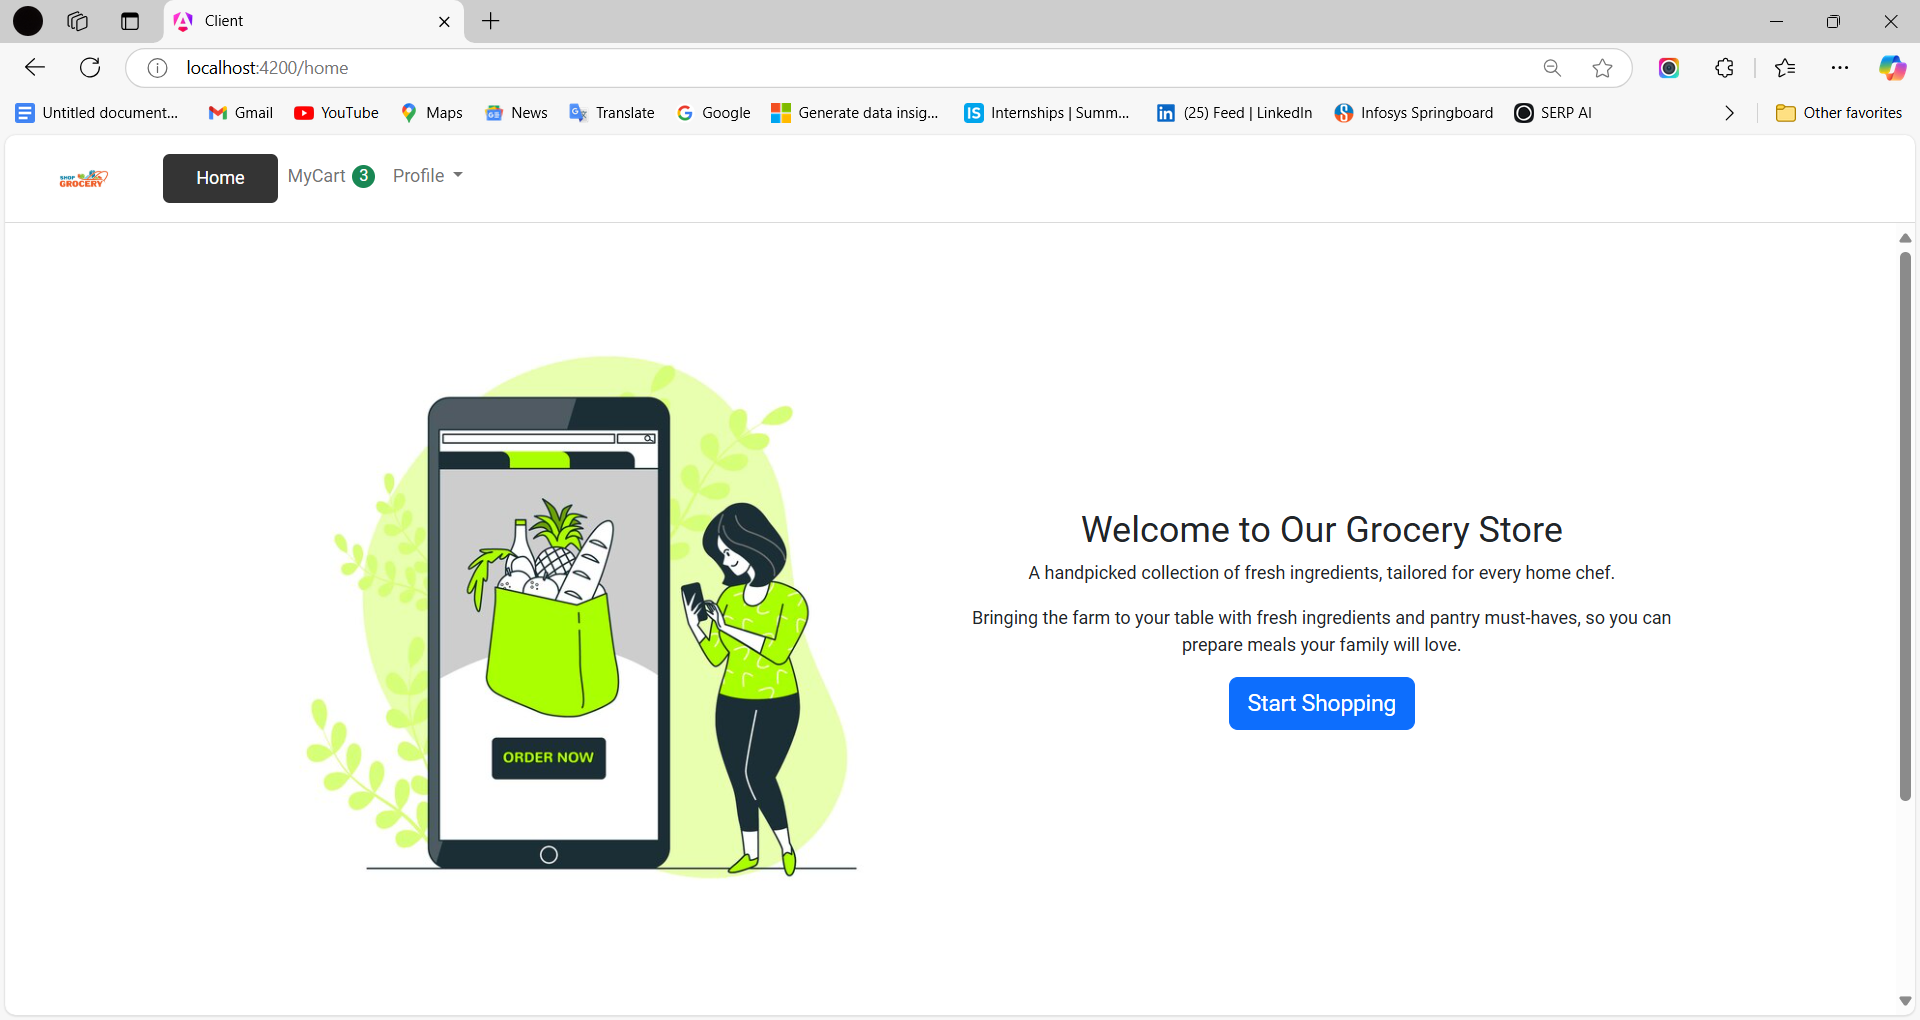 Client
localhost:4200/home
Untitled document... Gmail YouTube Maps News Translate Google Generate data insig... Internships | Summ... (25) Feed | LinkedIn Infosys Springboard SERP AI Other favorites
SHOP
GROCERY
Home MyCart 3 Profile
ORDER NOW
Welcome to Our Grocery Store
A handpicked collection of fresh ingredients, tailored for every home chef.
Bringing the farm to your table with fresh ingredients and pantry must-haves, so you can
prepare meals your family will love.
Start Shopping